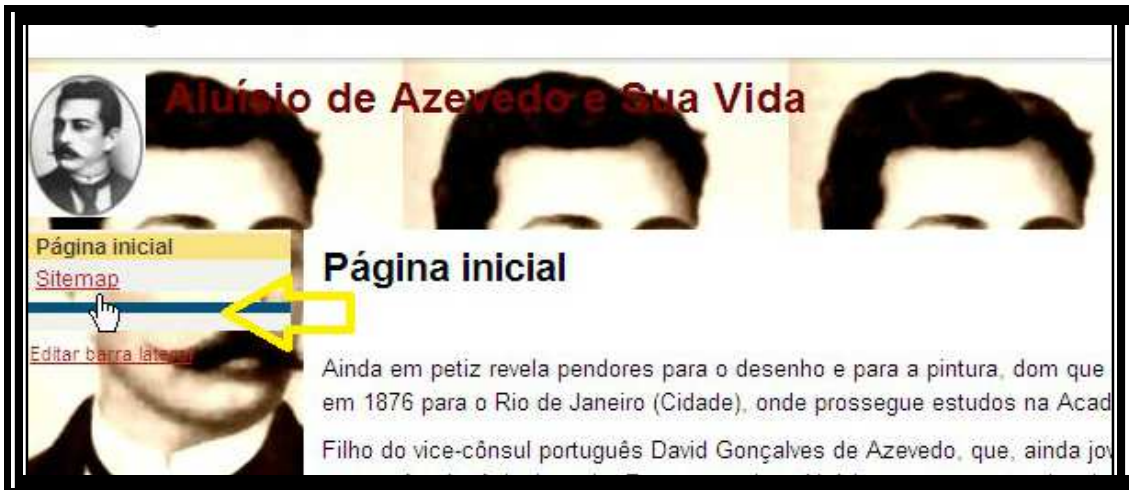 Aluísio de Azevedo e Sua Vida
Página inicial
Sitemap
Editar barra lateral
Página inicial
Ainda em petiz revela pendores para o desenho e para a pintura, dom que
em 1876 para o Rio de Janeiro (Cidade), onde prossegue estudos na Acad
Filho do vice-cônsul português David Gonçalves de Azevedo, que, ainda jov